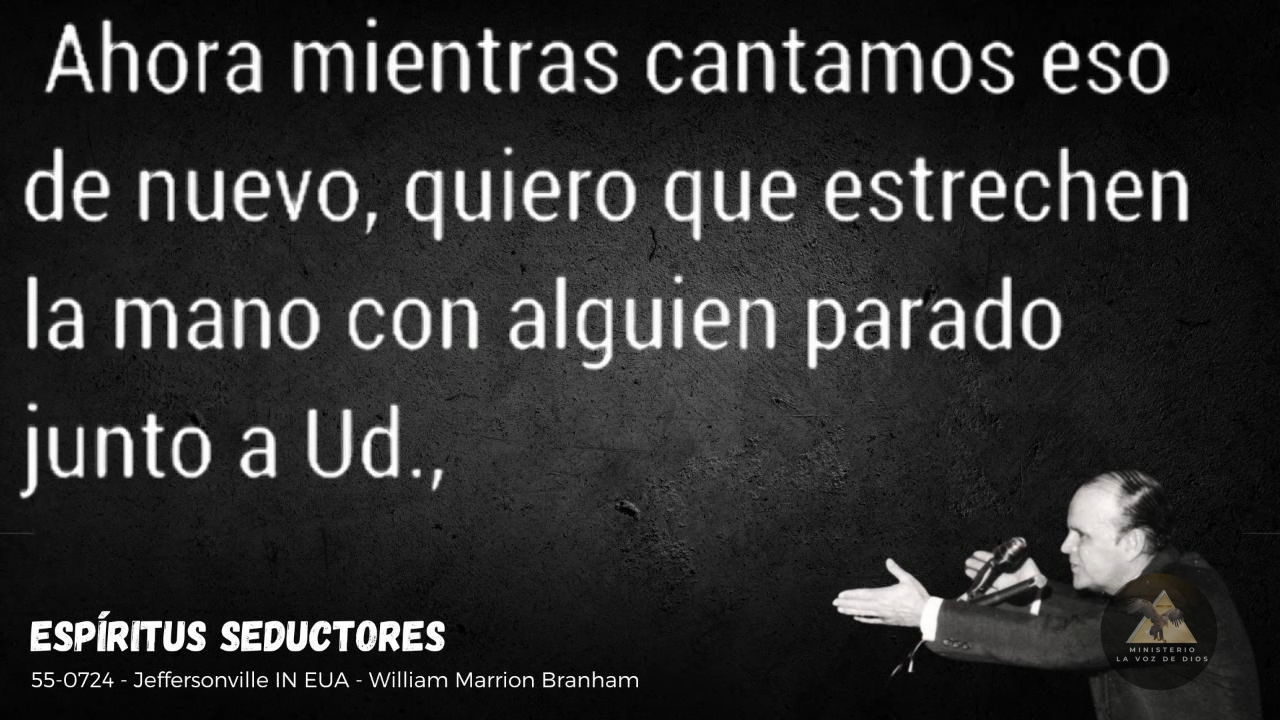 Ahora mientras cantamos eso
de nuevo, quiero que estrechen
la mano con alguien parado
junto a Ud.,
ESPÍRITUS SEDUCTORES
55-0724 - Jeffersonville IN EUA - William Marrion Branham
MINISTERIO
LA VOZ DE DIOS